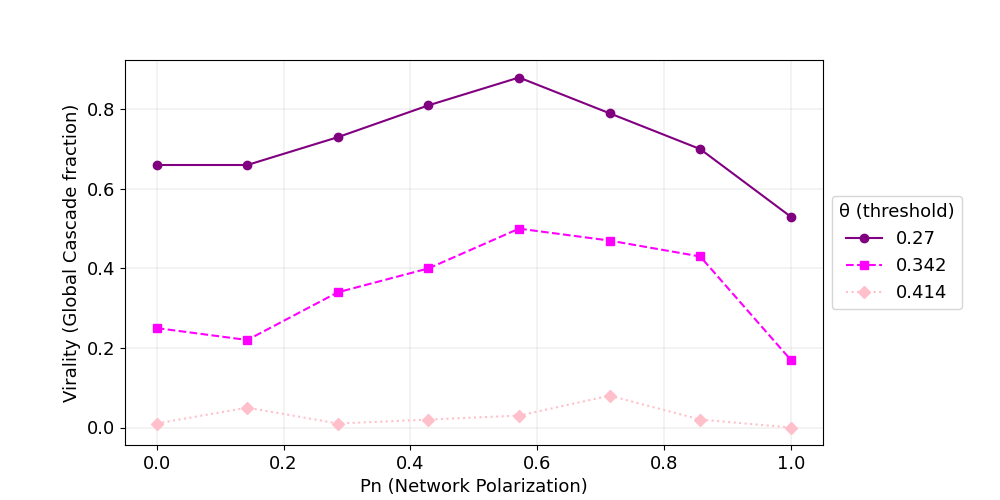 Virality (Global Cascade fraction)
0.8
0.6
0.4
0.2
0.0
0.0 0.2 0.4 0.6 0.8 1.0
Pn (Network Polarization)
θ (threshold)
0.27
0.342
0.414